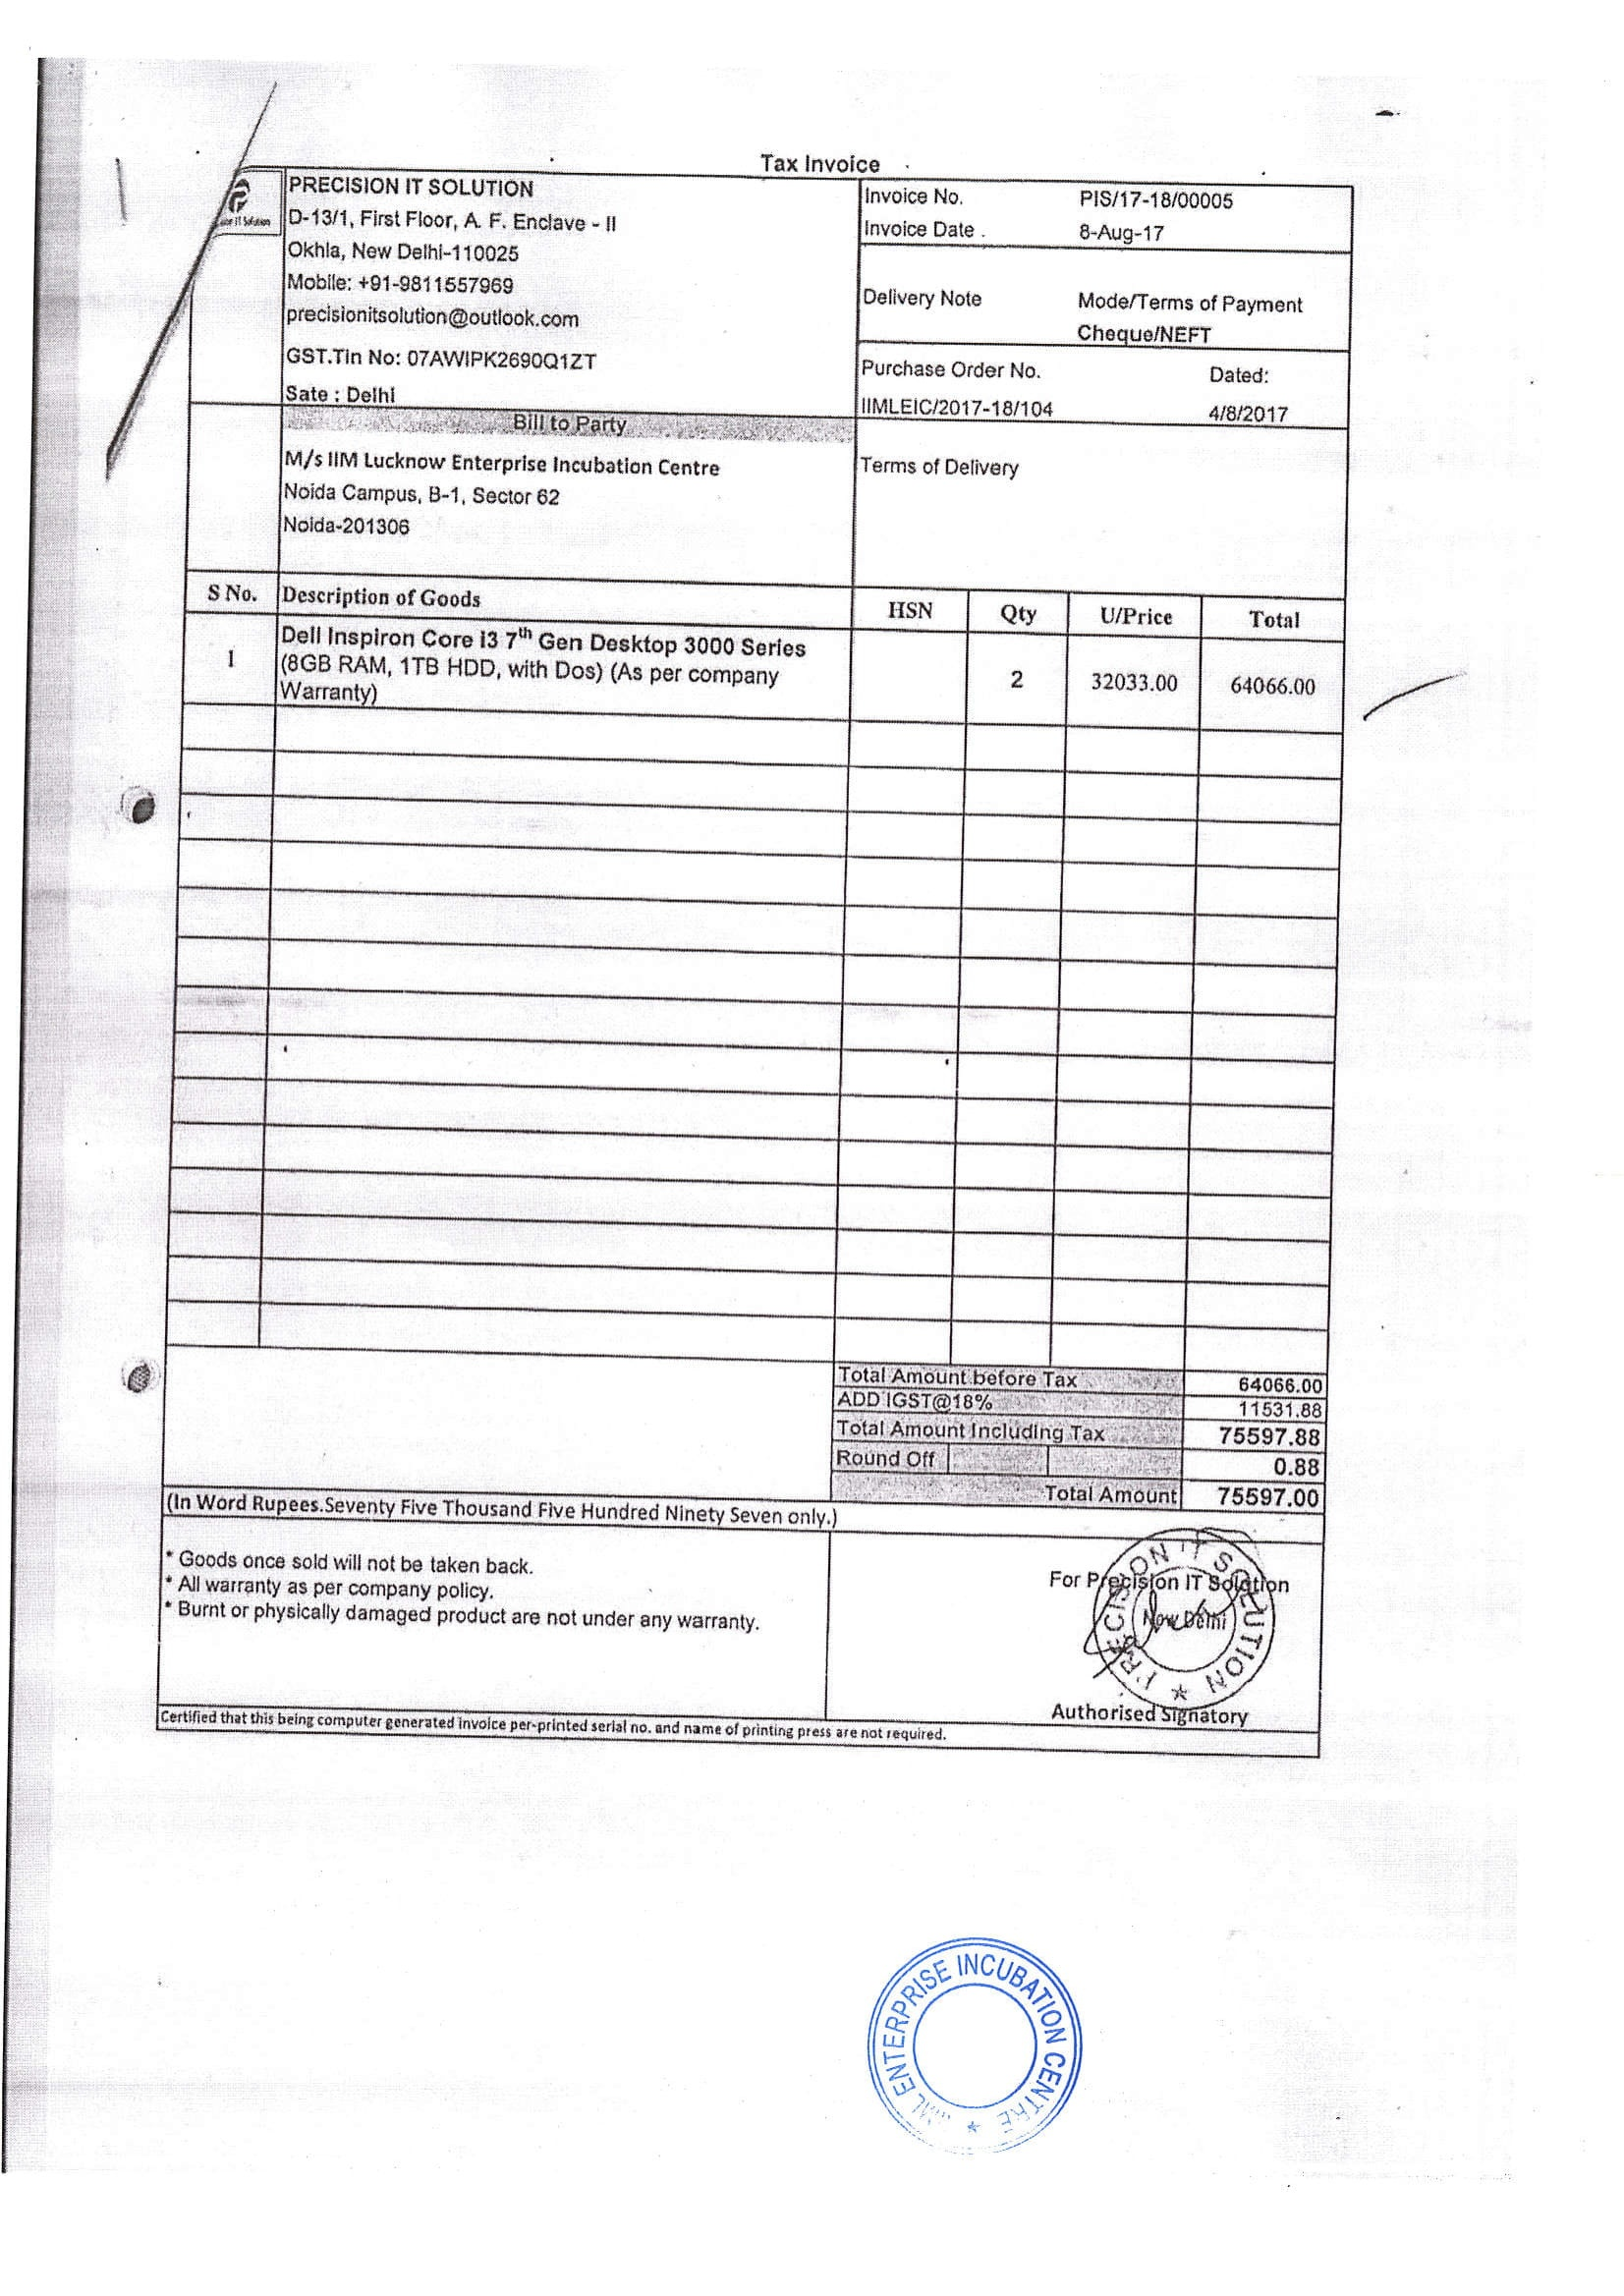 Tax Invoice
PRECISION IT SOLUTION
D-13/1, First Floor, A. F. Enclave - II
Okhla, New Delhi-110025
Mobile: +91-9811557969
precisionitsolution@outlook.com
GST.Tin No: 07AWIPK2690Q1ZT
Sate : Delhi
IT Solution
Invoice No. PIS/17-18/00005
Invoice Date . 8-Aug-17
Delivery Note Mode/Terms of Payment
Cheque/NEFT
Purchase Order No. Dated:
IIMLEIC/2017-18/104 4/8/2017
Bill to Party
M/s IIM Lucknow Enterprise Incubation Centre
Noida Campus, B-1, Sector 62
Noida-201306
Terms of Delivery
S No. Description of Goods HSN Qty U/Price Total
1 Dell Inspiron Core i3 7th Gen Desktop 3000 Series
(8GB RAM, 1TB HDD, with Dos) (As per company
Warranty) 2 32033.00 64066.00
Total Amount before Tax 64066.00
ADD IGST@18% 11531.88
Total Amount Including Tax 75597.88
Round Off 0.88
Total Amount 75597.00
(In Word Rupees.Seventy Five Thousand Five Hundred Ninety Seven only.)
* Goods once sold will not be taken back.
* All warranty as per company policy.
* Burnt or physically damaged product are not under any warranty.
For Precision IT Solution
PRECISION IT SOLUTION
New Delhi
Authorised Signatory
Certified that this being computer generated invoice per-printed serial no. and name of printing press are not required.
ENTERPRISE INCUBATION CENTRE